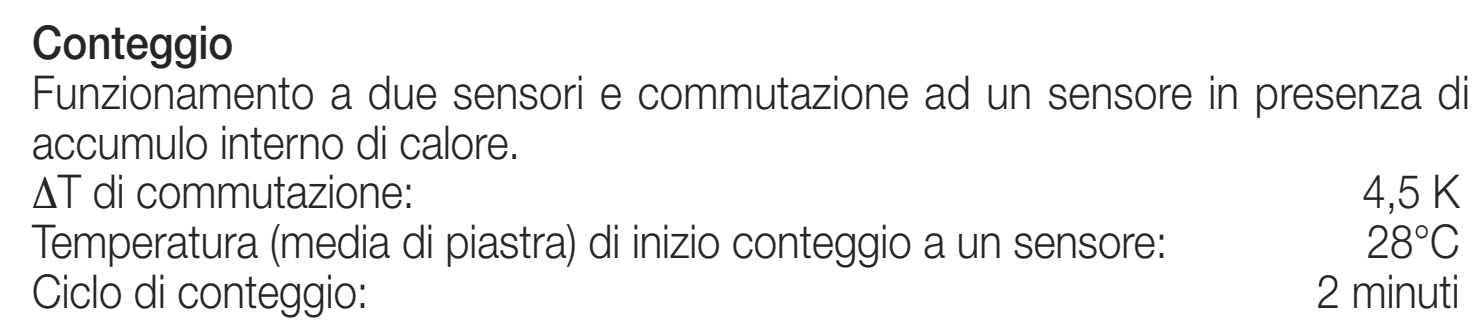 Conteggio
Funzionamento a due sensori e commutazione ad un sensore in presenza di
accumulo interno di calore.
ΔT di commutazione: 4,5 K
Temperatura (media di piastra) di inizio conteggio a un sensore: 28°C
Ciclo di conteggio: 2 minuti